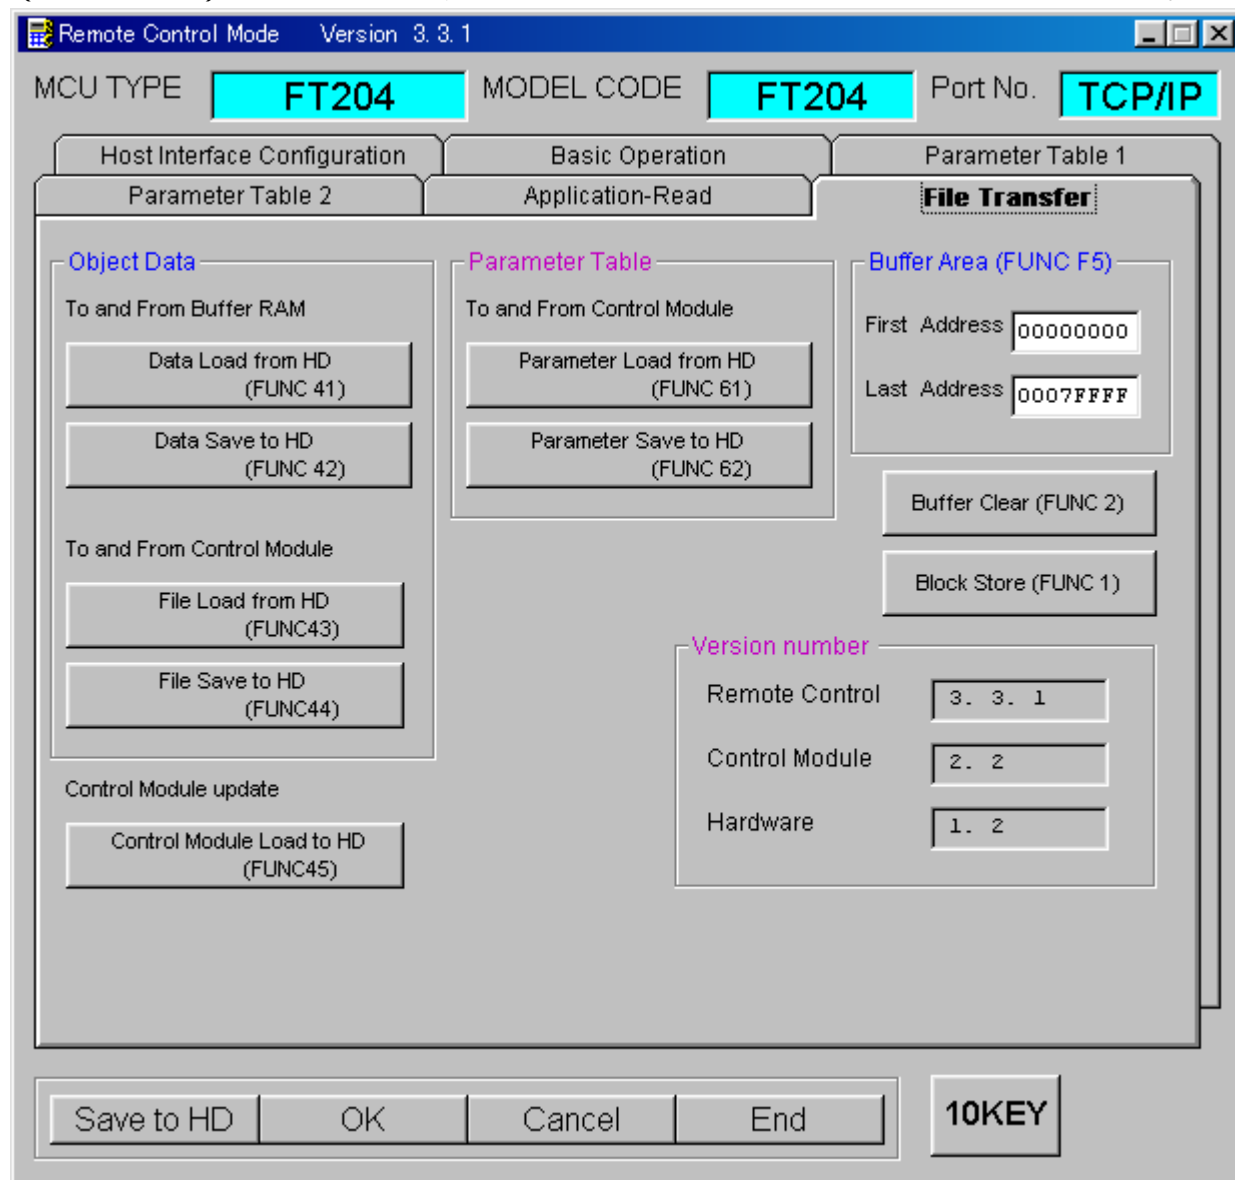 Remote Control Mode Version 3. 3. 1
MCU TYPE FT204 MODEL CODE FT204 Port No. TCP/IP
Host Interface Configuration Basic Operation Parameter Table 1
Parameter Table 2 Application-Read File Transfer
Object Data
To and From Buffer RAM
Data Load from HD
(FUNC 41)
Data Save to HD
(FUNC 42)
To and From Control Module
File Load from HD
(FUNC43)
File Save to HD
(FUNC44)
Control Module update
Control Module Load to HD
(FUNC45)
Parameter Table
To and From Control Module
Parameter Load from HD
(FUNC 61)
Parameter Save to HD
(FUNC 62)
Buffer Area (FUNC F5)
First Address 00000000
Last Address 0007FFFF
Buffer Clear (FUNC 2)
Block Store (FUNC 1)
Version number
Remote Control 3. 3. 1
Control Module 2. 2
Hardware 1. 2
Save to HD OK Cancel End 10KEY